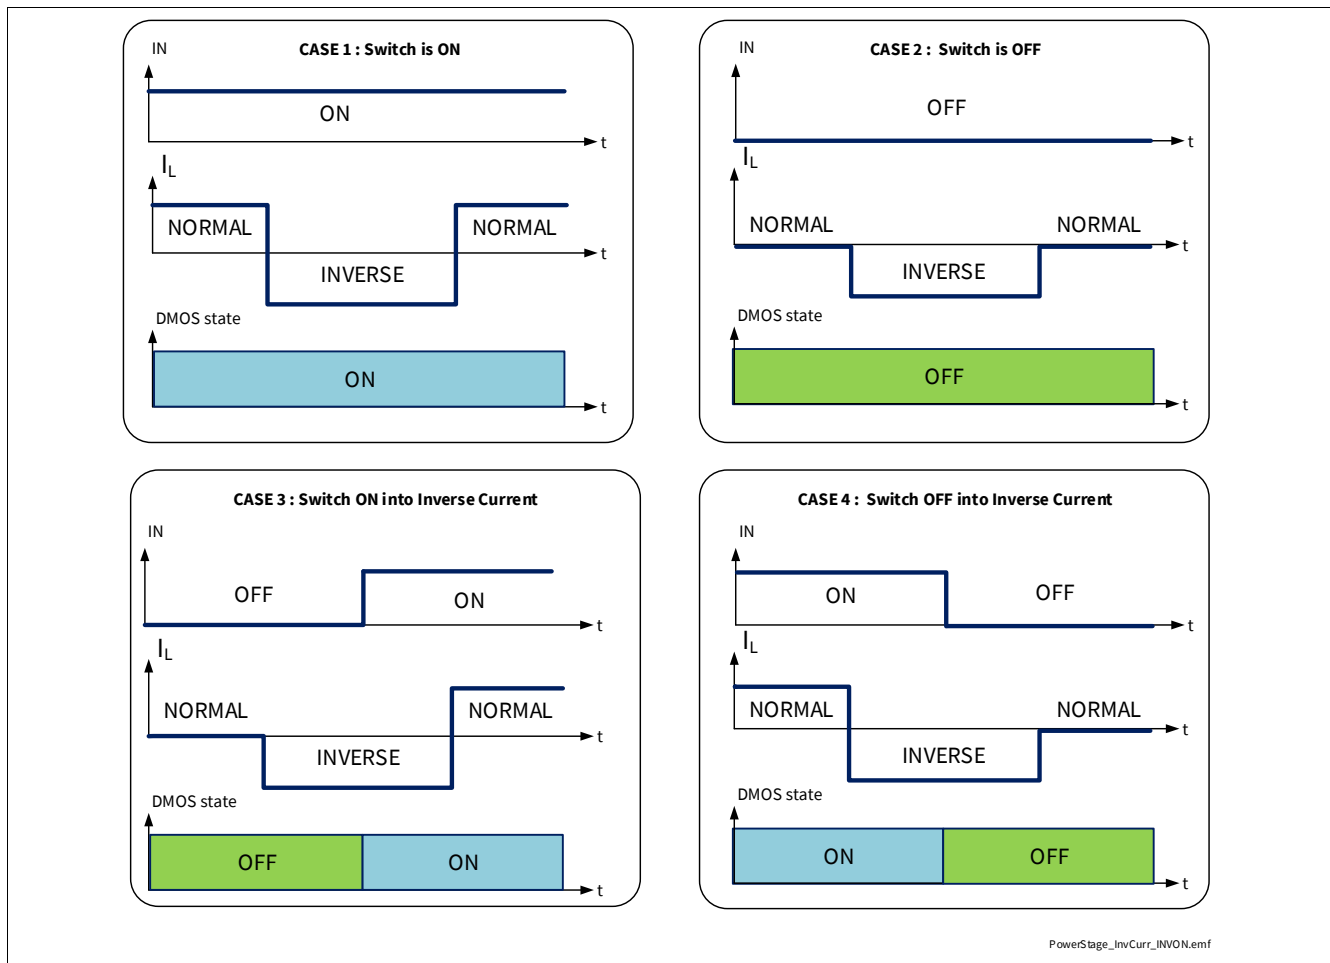 CASE 1 : Switch is ON
IN
ON
t
IL
NORMAL
NORMAL
INVERSE
t
DMOS state
ON
t
CASE 2 : Switch is OFF
IN
OFF
t
IL
NORMAL
NORMAL
INVERSE
t
DMOS state
OFF
t
CASE 3 : Switch ON into Inverse Current
IN
OFF
ON
t
IL
NORMAL
NORMAL
INVERSE
t
DMOS state
OFF
ON
t
CASE 4 : Switch OFF into Inverse Current
IN
ON
OFF
t
IL
NORMAL
NORMAL
INVERSE
t
DMOS state
ON
OFF
t
PowerStage_InvCurr_INVON.emf